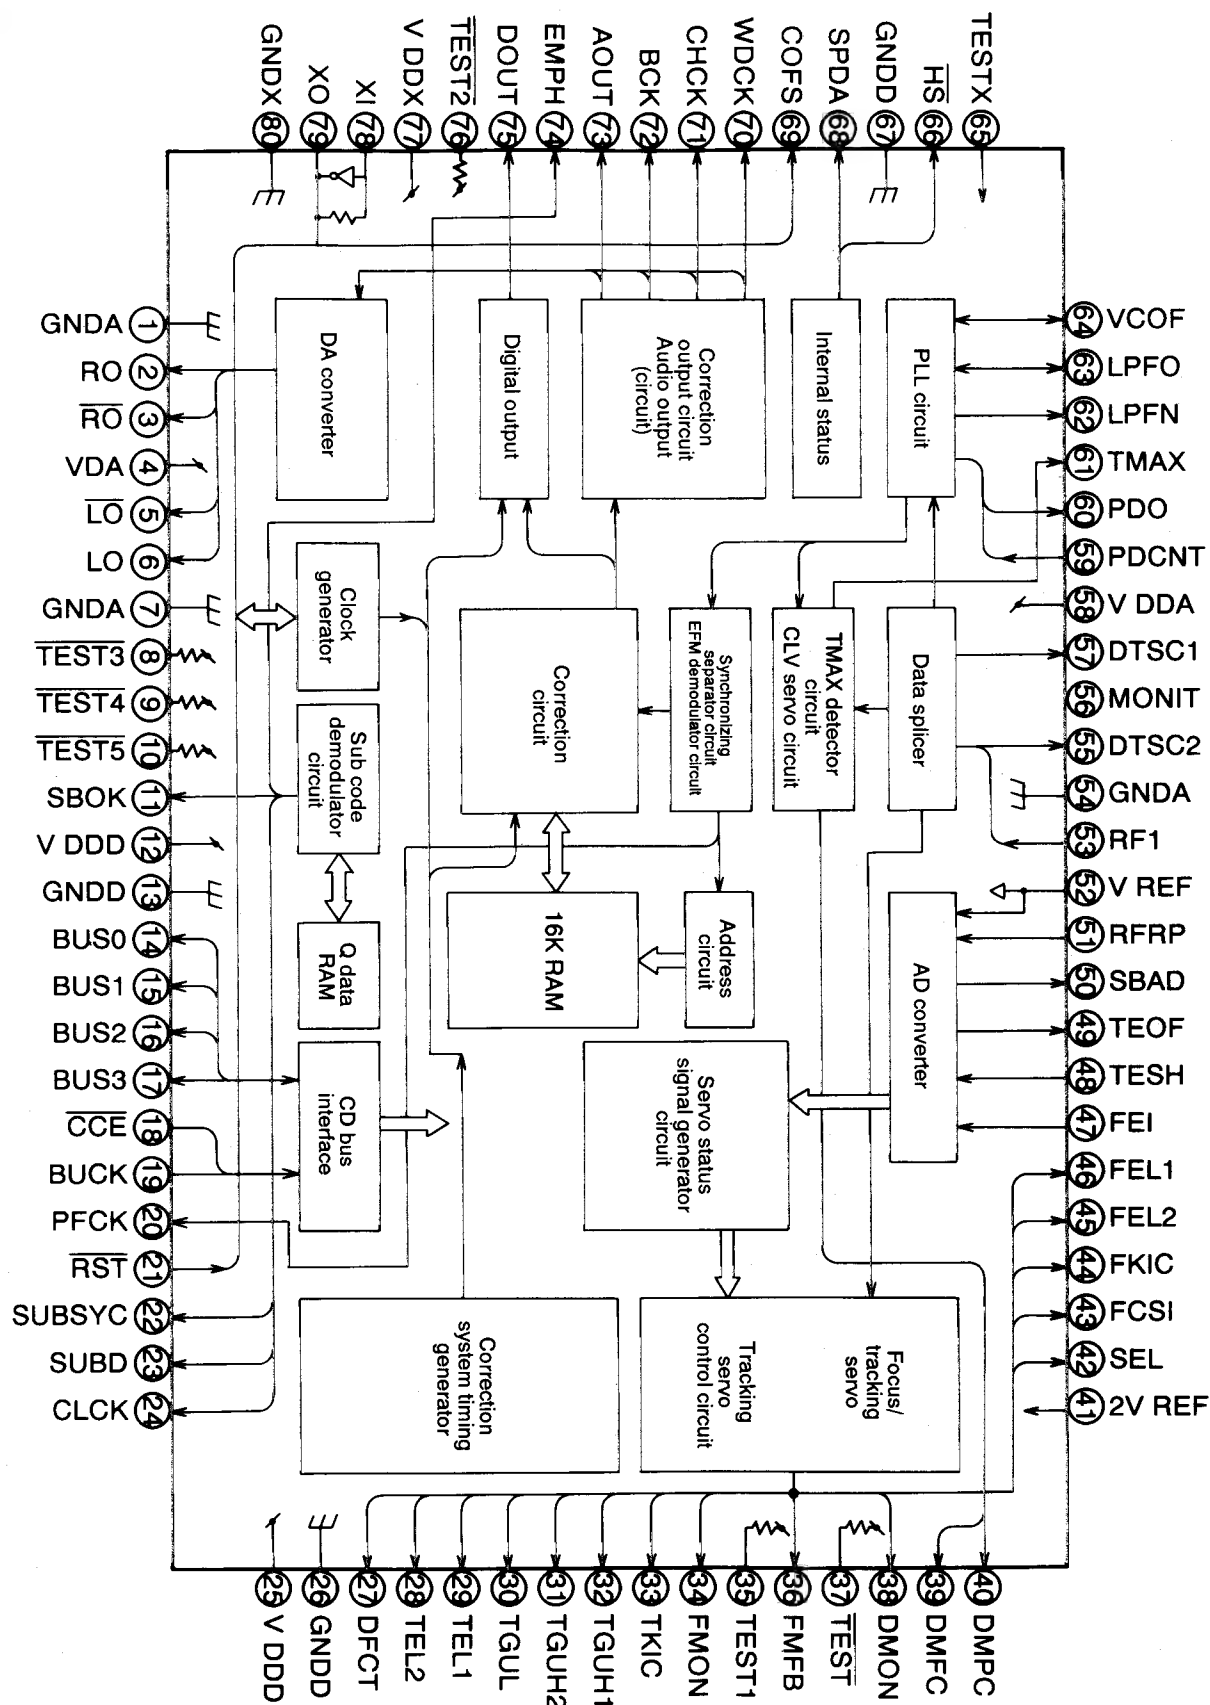 GNDX 80
XO 79
XI 78
V DDX 77
TEST2 76
DOUT 75
EMPH 74
AOUT 73
BCK 72
CHCK 71
WDCK 70
COFS 69
SPDA 68
GNDD 67
HS 66
TESTX 65
GNDA 1
RO 2
RO 3
VDA 4
LO 5
LO 6
GNDA 7
TEST3 8
TEST4 9
TEST5 10
SBOK 11
V DDD 12
GNDD 13
BUS0 14
BUS1 15
BUS2 16
BUS3 17
CCE 18
BUCK 19
PFCK 20
RST 21
SUBSYC 22
SUBD 23
CLCK 24
DA converter
Digital output
Correction
output circuit
Audio output
(circuit)
Internal status
PLL circuit
Clock
generator
Sub code
demodulator
circuit
Q data
RAM
CD bus
interface
Correction
circuit
16K RAM
Synchronizing
separator circuit
EFM demodulator circuit
Address
circuit
TMAX detector
circuit
CLV servo circuit
Data splicer
AD converter
Servo status
signal generator
circuit
Correction
system timing
generator
Focus/
tracking
servo
Tracking
servo
control circuit
64 VCOF
63 LPFO
62 LPFN
61 TMAX
60 PDO
59 PDCNT
58 V DDA
57 DTSC1
56 MONIT
55 DTSC2
54 GNDA
53 RF1
52 V REF
51 RFRP
50 SBAD
49 TEOF
48 TESH
47 FEI
46 FEL1
45 FEL2
44 FKIC
43 FCSI
42 SEL
41 2V REF
25 V DDD
26 GNDD
27 DFCT
28 TEL2
29 TEL1
30 TGUL
31 TGUH2
32 TGUH1
33 TKIC
34 FMON
35 TEST1
36 FMFB
37 TEST
38 DMON
39 DMFC
40 DMPC